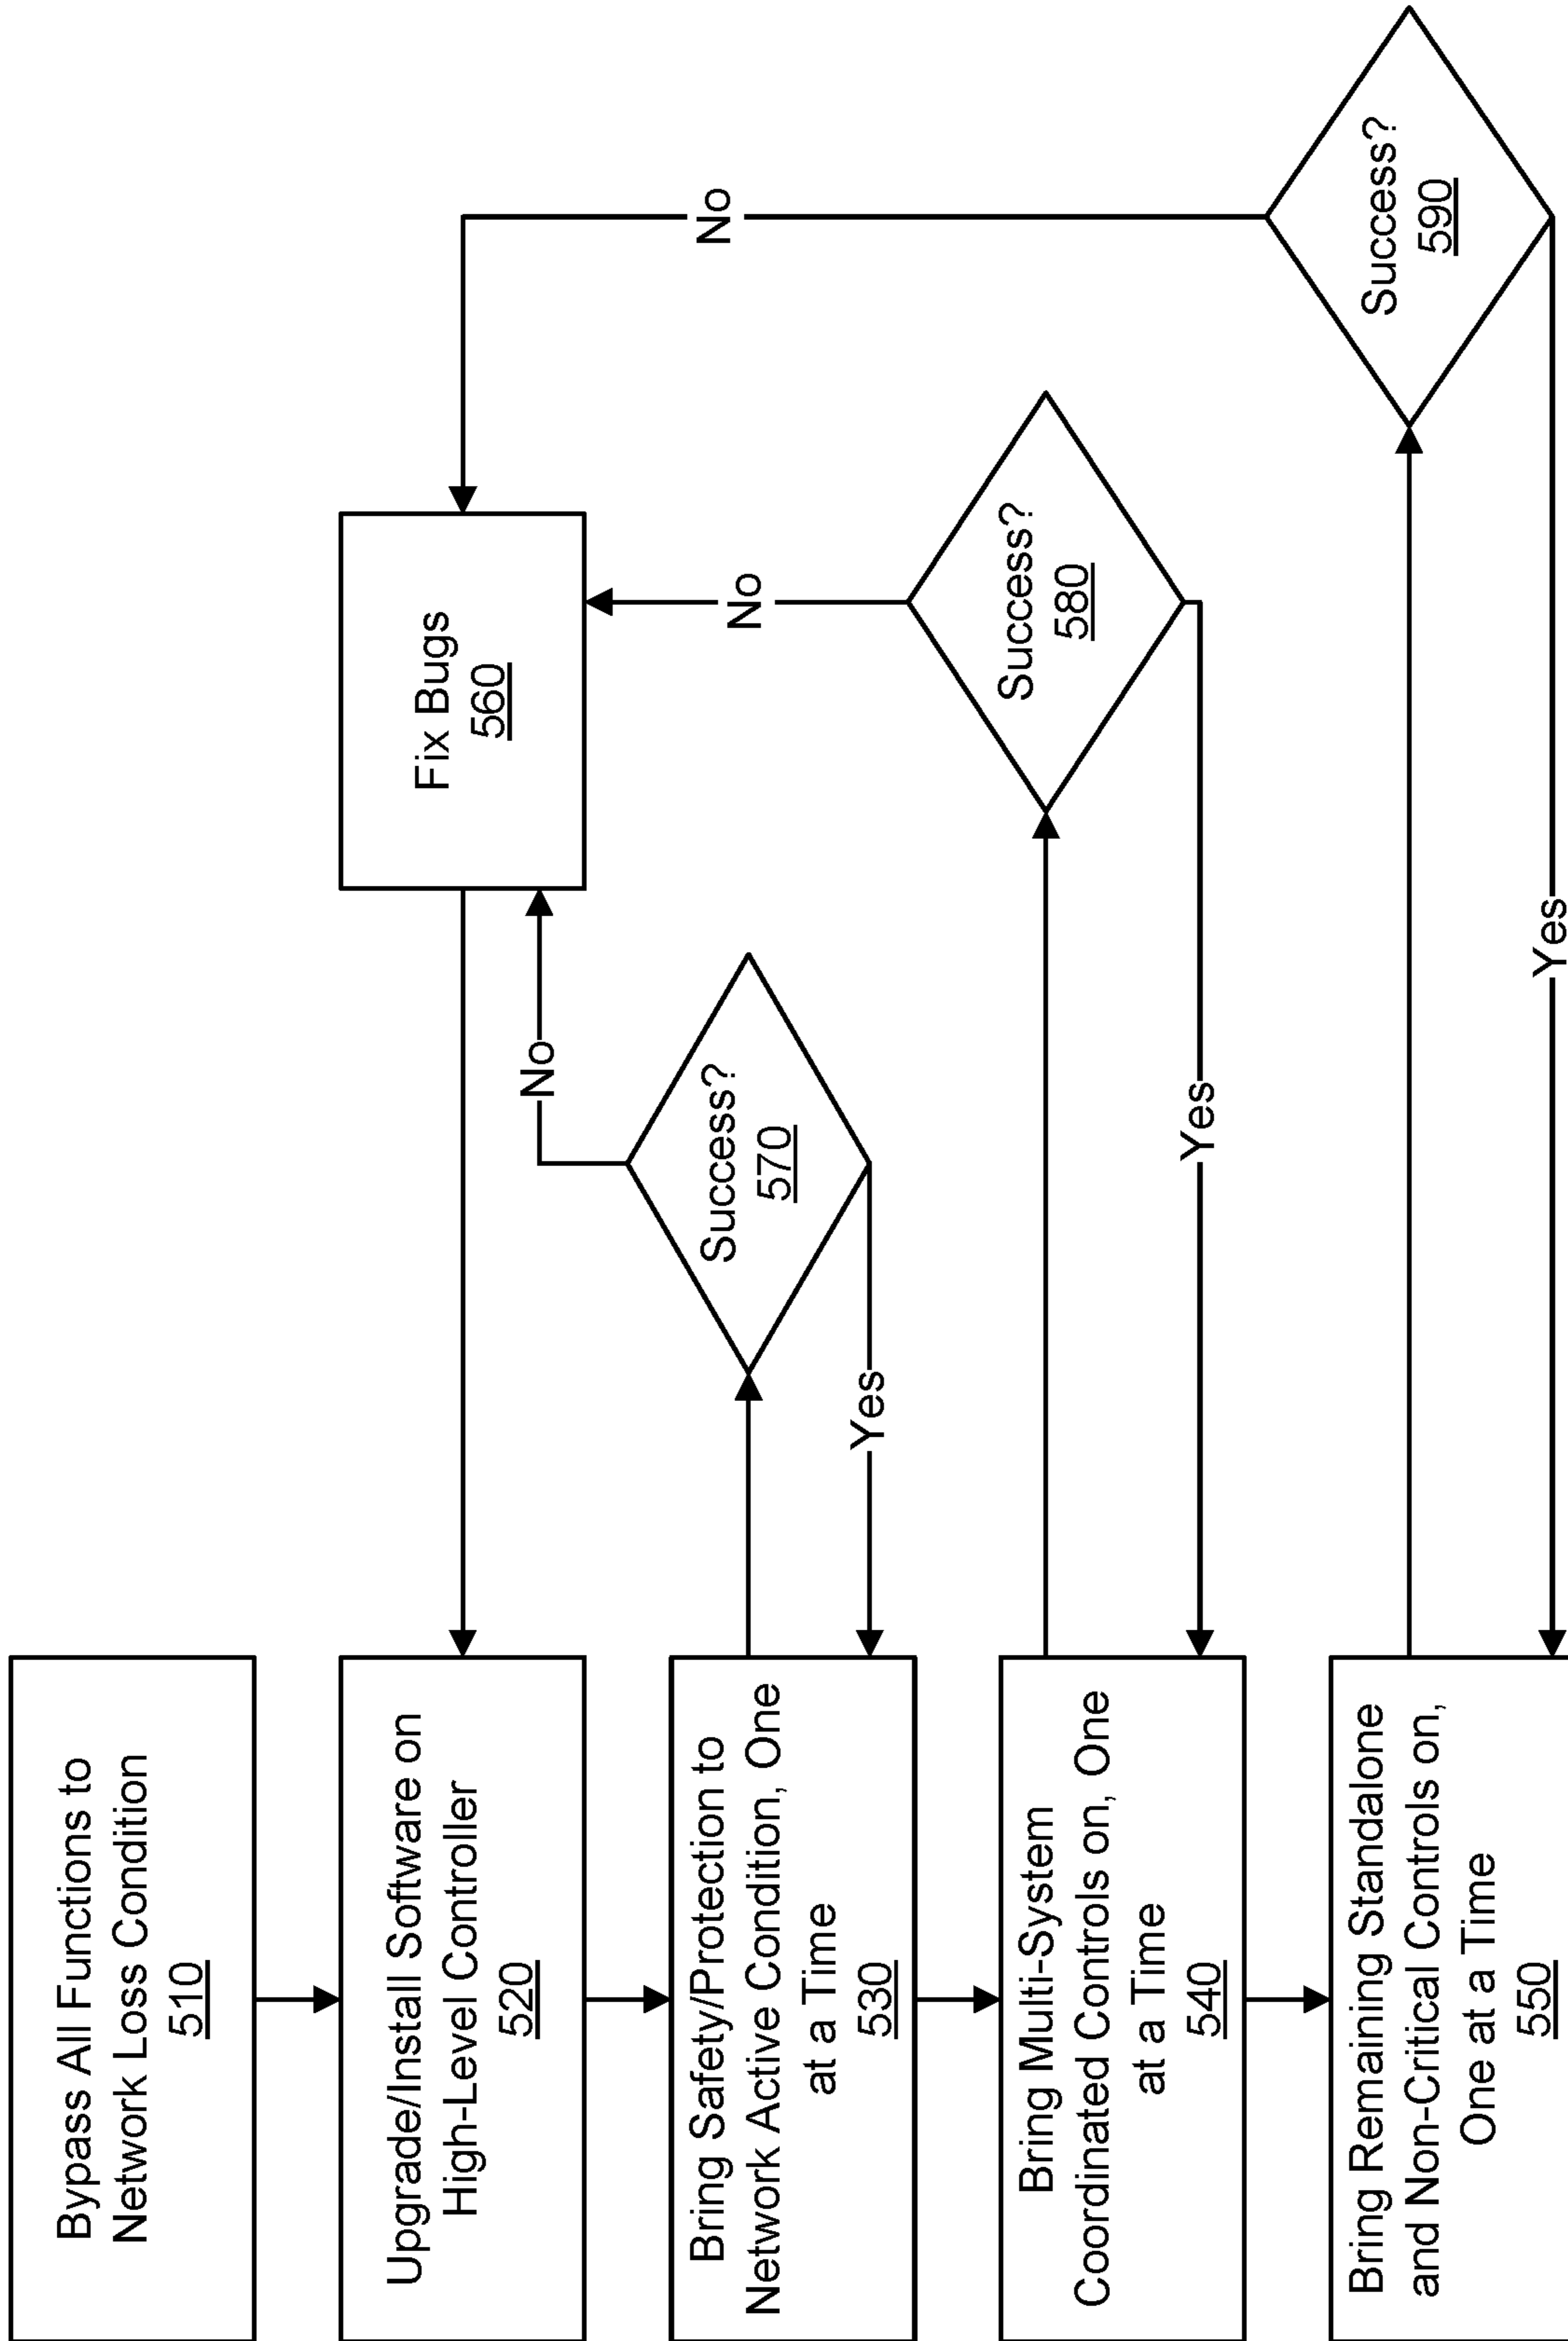 Bypass All Functions to
Network Loss Condition
510
Upgrade/Install Software on
High-Level Controller
520
Fix Bugs
560
Bring Safety/Protection to
Network Active Condition, One
at a Time
530
Success?
570
No
Yes
Bring Multi-System
Coordinated Controls on, One
at a Time
540
Success?
580
No
Yes
Bring Remaining Standalone
and Non-Critical Controls on,
One at a Time
550
Success?
590
No
Yes